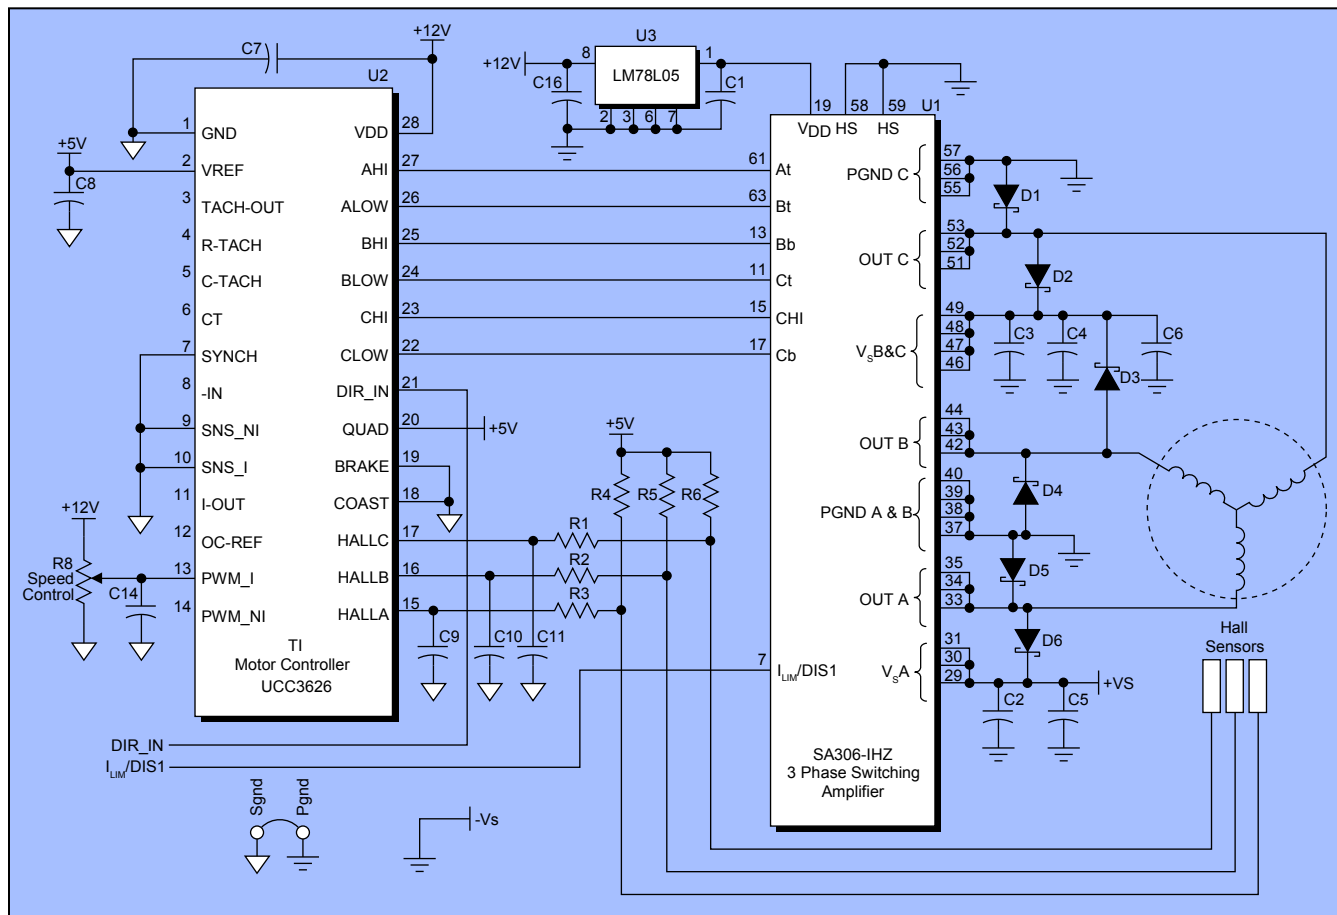 C7
+12V
U2
1
GND
+5V
2
VREF
C8
3
TACH-OUT
4
R-TACH
5
C-TACH
6
CT
7
SYNCH
8
-IN
9
SNS_NI
10
SNS_I
11
I-OUT
+12V
12
OC-REF
R8
Speed
Control
13
PWM_I
C14
14
PWM_NI
VDD
28
AHI
27
ALOW
26
BHI
25
BLOW
24
CHI
23
CLOW
22
DIR_IN
21
QUAD
20
+5V
BRAKE
19
COAST
18
HALLC
17
HALLB
16
HALLA
15
TI
Motor Controller
UCC3626
C9
C10
C11
R1
R2
R3
+5V
R4
R5
R6
+12V
C16
U3
8
LM78L05
1
2
3
6
7
C1
19
58
59
U1
VDD
HS
HS
61
At
63
Bt
13
Bb
11
Ct
15
CHI
17
Cb
7
ILIM/DIS1
PGND C
57
56
55
D1
OUT C
53
52
51
D2
VSB&C
49
48
47
46
C3
C4
C6
D3
OUT B
44
43
42
PGND A & B
40
39
38
37
D4
D5
OUT A
35
34
33
D6
VSA
31
30
29
+VS
C2
C5
Hall
Sensors
SA306-IHZ
3 Phase Switching
Amplifier
DIR_IN
ILIM/DIS1
Sgnd
Pgnd
-Vs